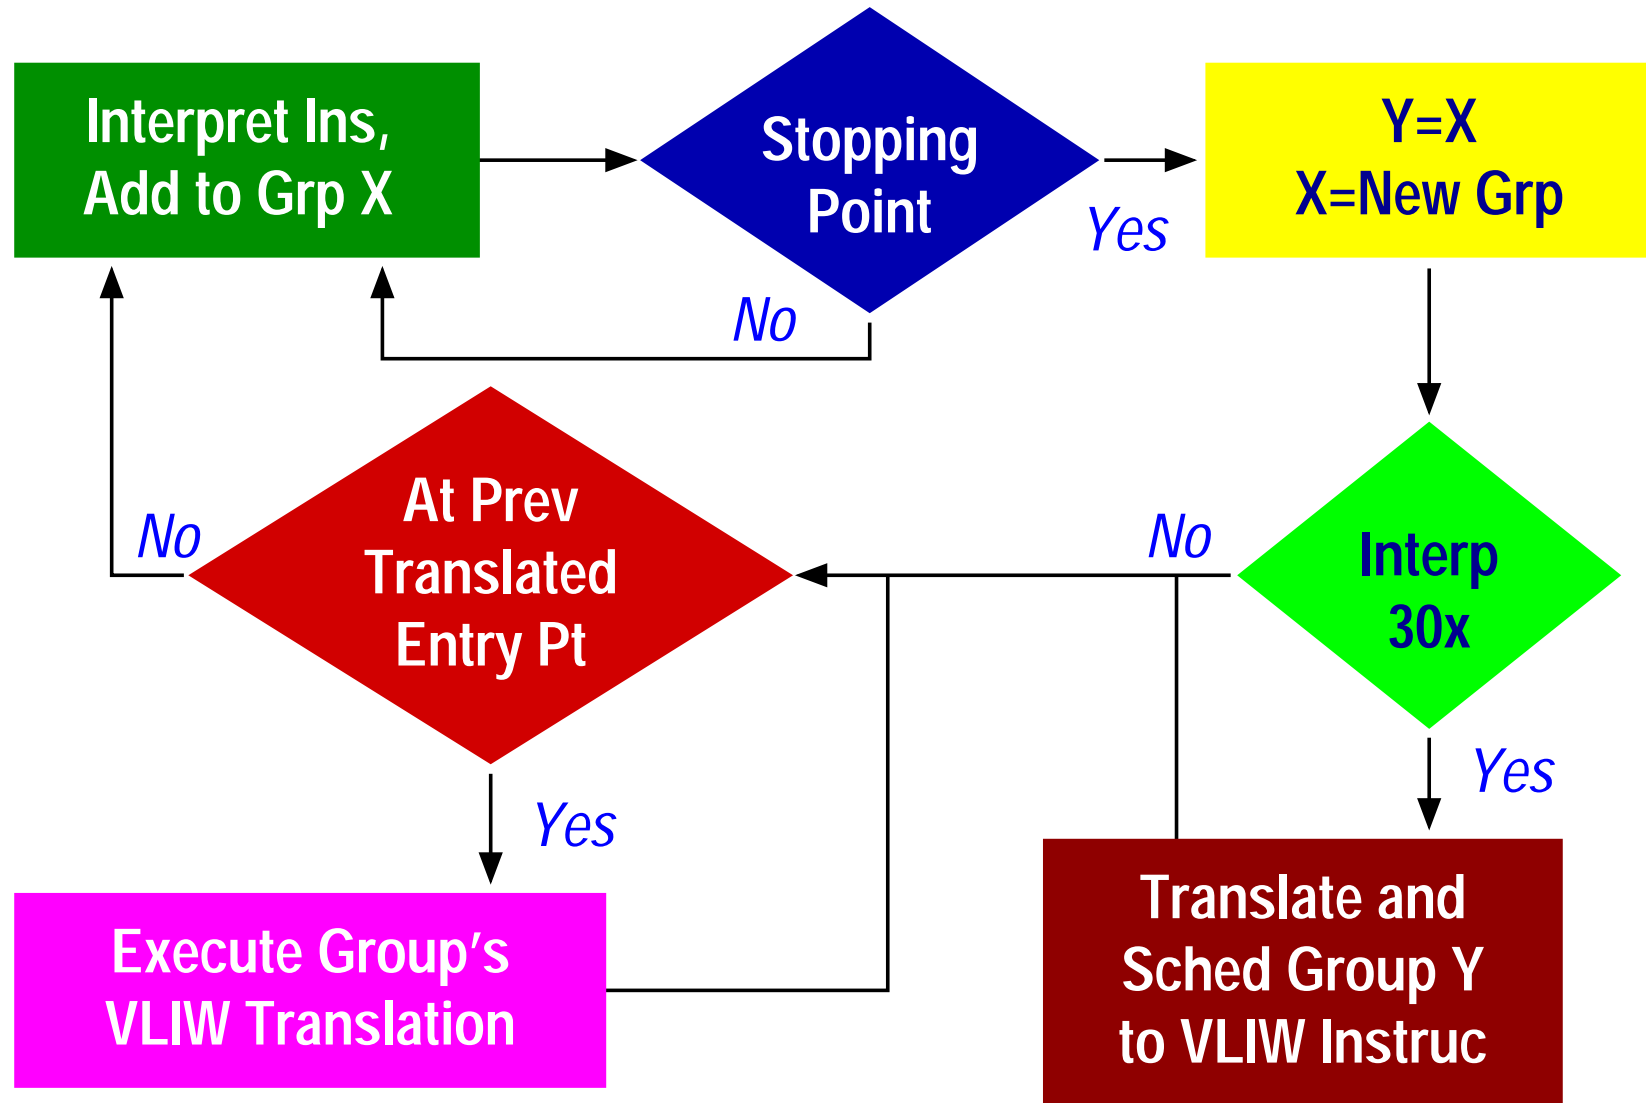 Interpret Ins,
Add to Grp X
Stopping
Point
Yes
Y=X
X=New Grp
No
At Prev
Translated
Entry Pt
No
No
Interp
30x
Yes
Yes
Execute Group's
VLIW Translation
Translate and
Sched Group Y
to VLIW Instruc